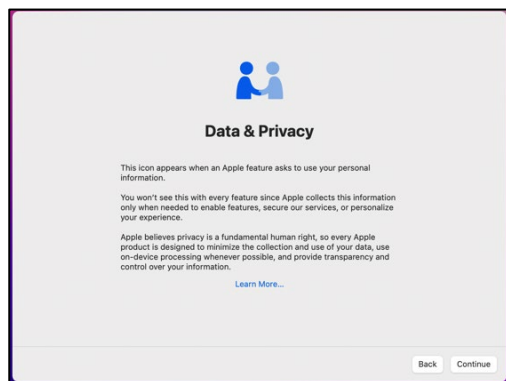 Data & Privacy
This icon appears when an Apple feature asks to use your personal
information.
You won't see this with every feature since Apple collects this information
only when needed to enable features, secure our services, or personalize
your experience.
Apple believes privacy is a fundamental human right, so every Apple
product is designed to minimize the collection and use of your data, use
on-device processing whenever possible, and provide transparency and
control over your information.
Learn More...
Back Continue